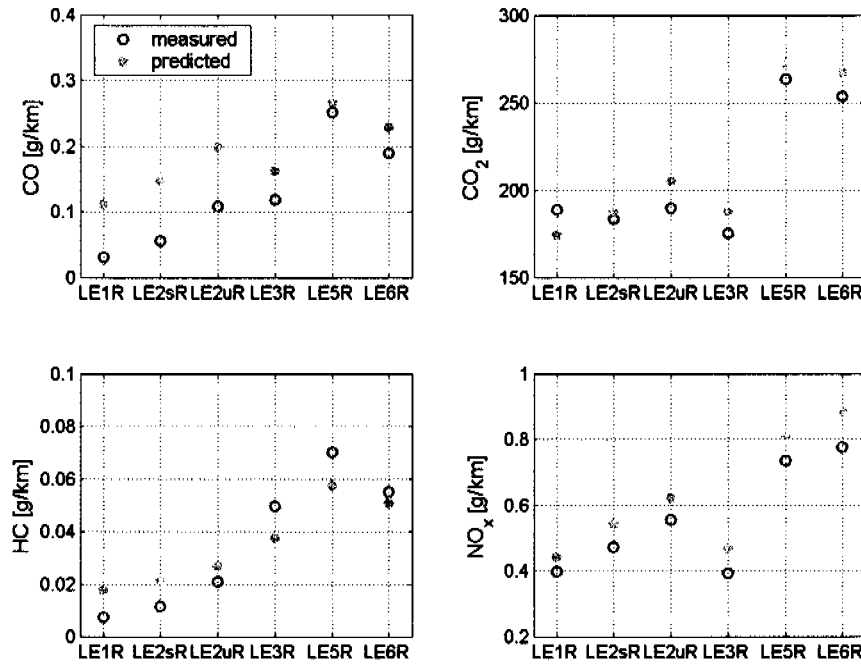 0.4
0.3
0.2
0.1
0
CO [g/km]
measured
predicted
LE1R LE2sR LE2uR LE3R LE5R LE6R
300
250
200
150
CO2 [g/km]
LE1R LE2sR LE2uR LE3R LE5R LE6R
0.1
0.08
0.06
0.04
0.02
0
HC [g/km]
LE1R LE2sR LE2uR LE3R LE5R LE6R
1
0.8
0.6
0.4
0.2
NOx [g/km]
LE1R LE2sR LE2uR LE3R LE5R LE6R